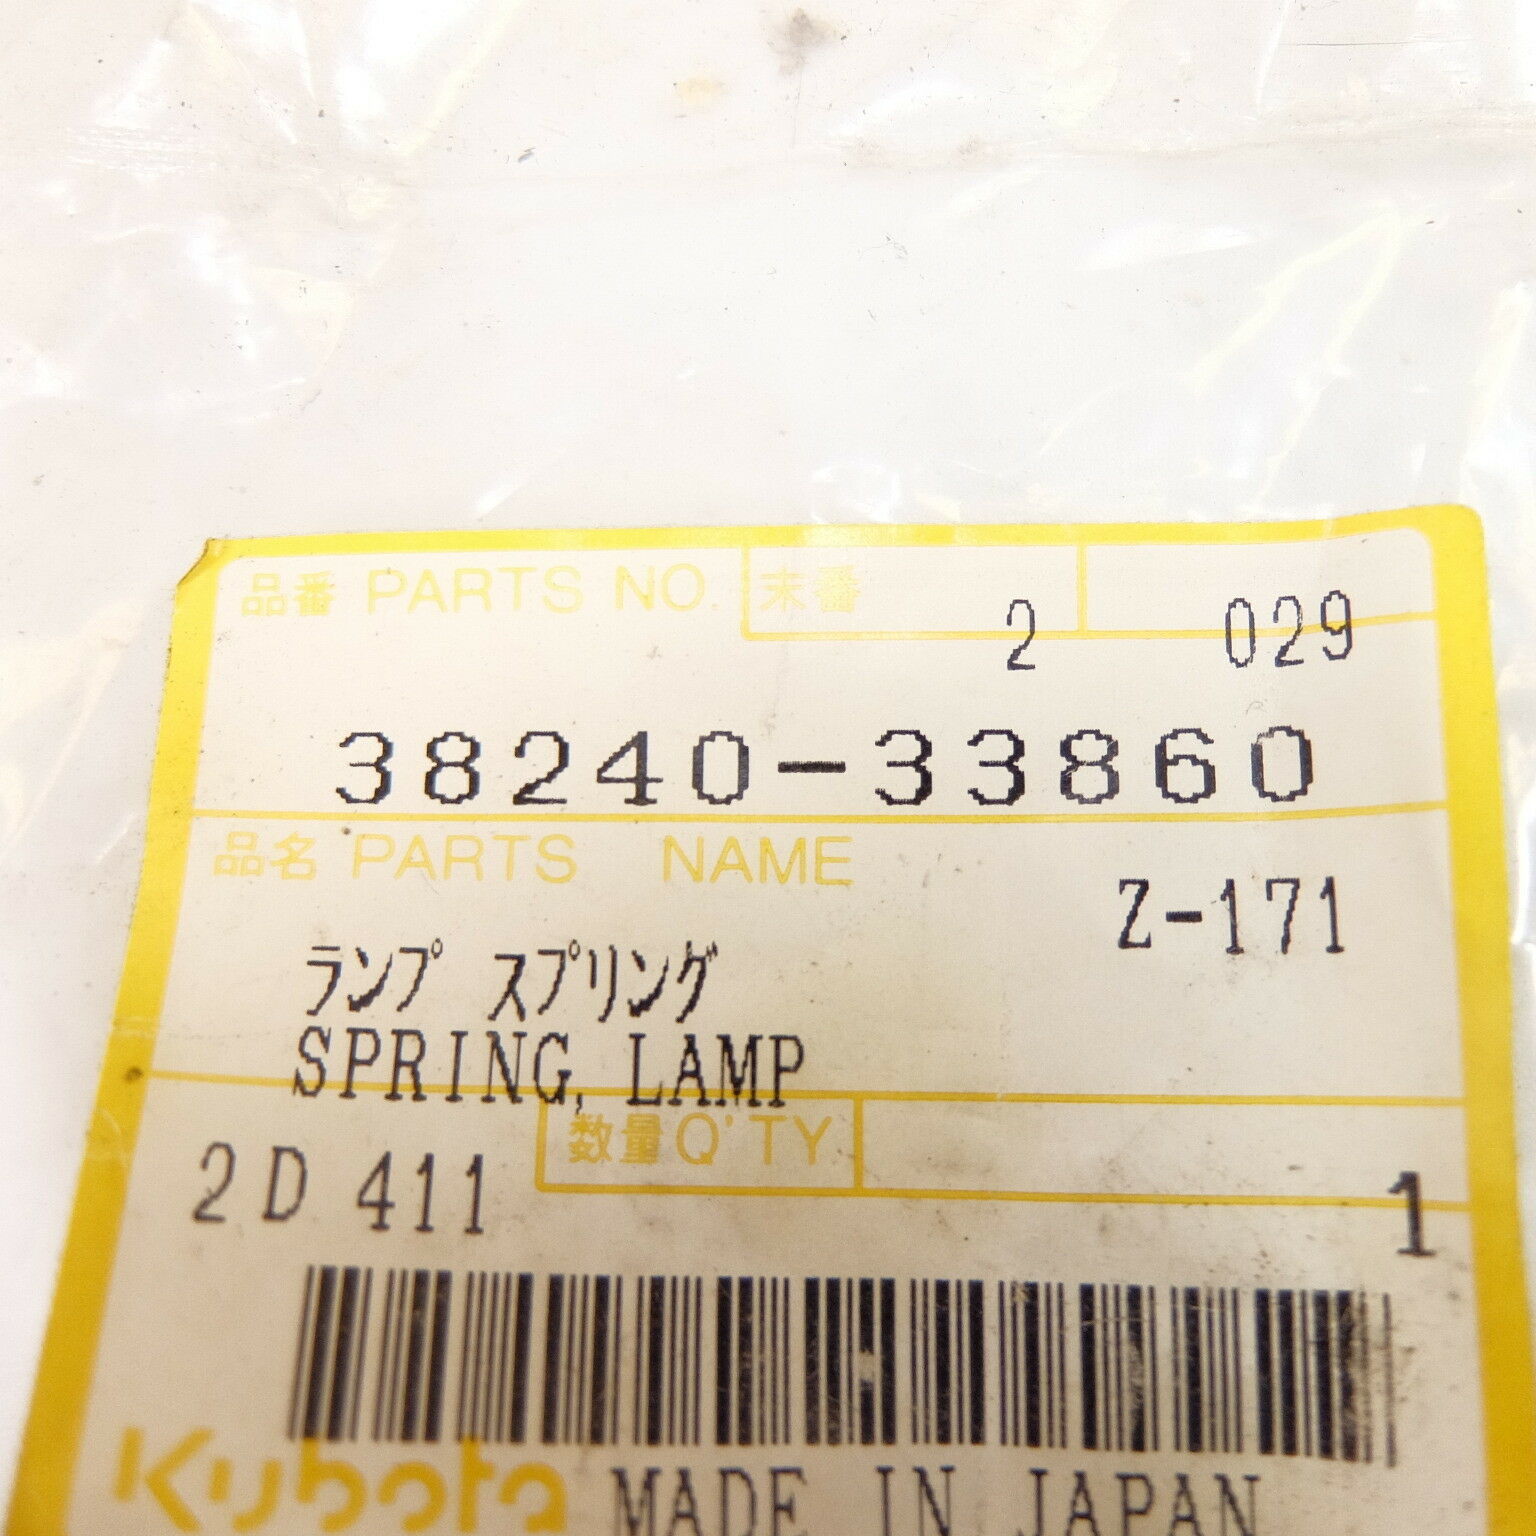 品番 PARTS NO. 末番
2 029
38240-33860
品名 PARTS NAME
Z-171
ランプ スプリング
SPRING, LAMP
数量 Q'TY
2D 411 1
Kubota MADE IN JAPAN